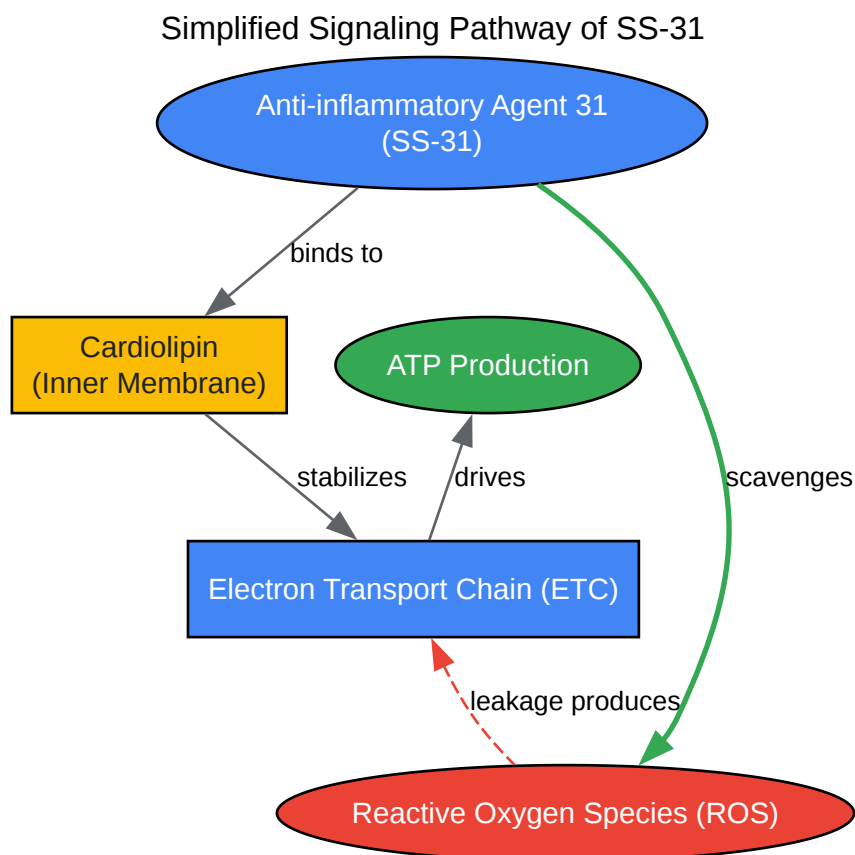 Simplified Signaling Pathway of SS-31
Anti-inflammatory Agent 31
(SS-31)
binds to
Cardiolipin
(Inner Membrane)
ATP Production
stabilizes
drives
scavenges
Electron Transport Chain (ETC)
leakage produces
Reactive Oxygen Species (ROS)